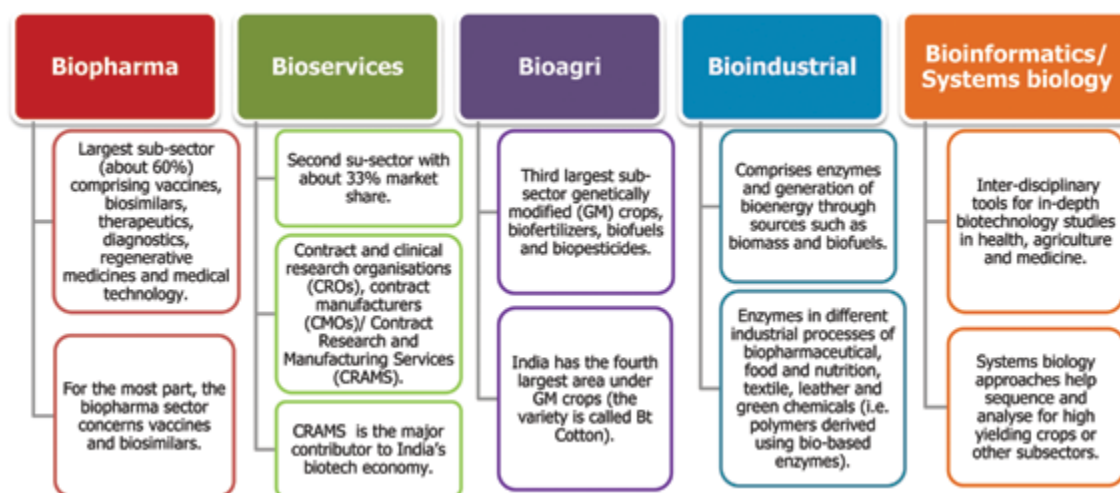 Biopharma
Largest sub-sector
(about 60%)
comprising vaccines,
biosimilars,
therapeutics,
diagnostics,
regenerative
medicines and medical
technology.
For the most part, the
biopharma sector
concerns vaccines
and biosimilars.
Bioservices
Second su-sector with
about 33% market
share.
Contract and clinical
research organisations
(CROs), contract
manufacturers
(CMOs)/ Contract
Research and
Manufacturing Services
(CRAMS).
CRAMS is the major
contributor to India's
biotech economy.
Bioagri
Third largest sub-
sector genetically
modified (GM) crops,
biofertilizers, biofuels
and biopesticides.
India has the fourth
largest area under
GM crops (the
variety is called Bt
Cotton).
Bioindustrial
Comprises enzymes
and generation of
bioenergy through
sources such as
biomass and biofuels.
Enzymes in different
industrial processes of
biopharmaceutical,
food and nutrition,
textile, leather and
green chemicals (i.e.
polymers derived
using bio-based
enzymes).
Bioinformatics/
Systems biology
Inter-disciplinary
tools for in-depth
biotechnology studies
in health, agriculture
and medicine.
Systems biology
approaches help
sequence and
analyse for high
yielding crops or
other subsectors.